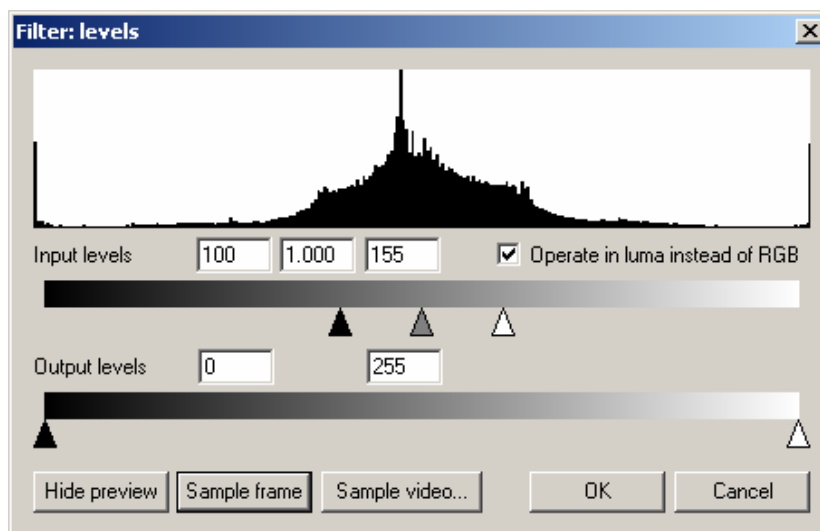 Filter: levels
Input levels 100 1.000 155 Operate in luma instead of RGB
Output levels 0 255
Hide preview Sample frame Sample video... OK Cancel